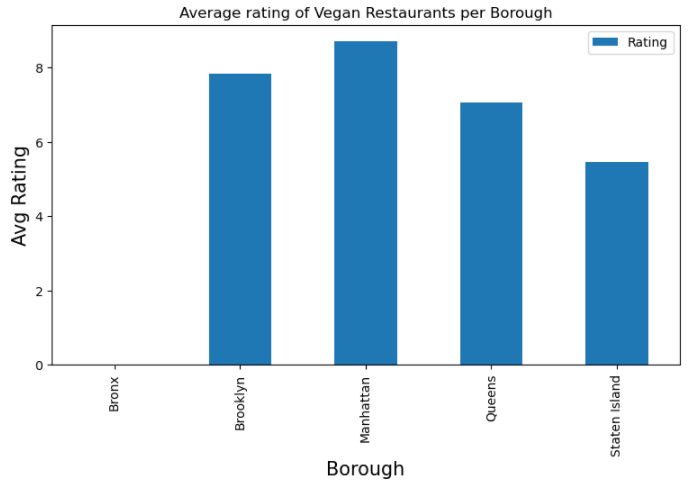 Average rating of Vegan Restaurants per Borough
Rating
Avg Rating
8
6
4
2
0
Bronx
Brooklyn
Manhattan
Queens
Staten Island
Borough